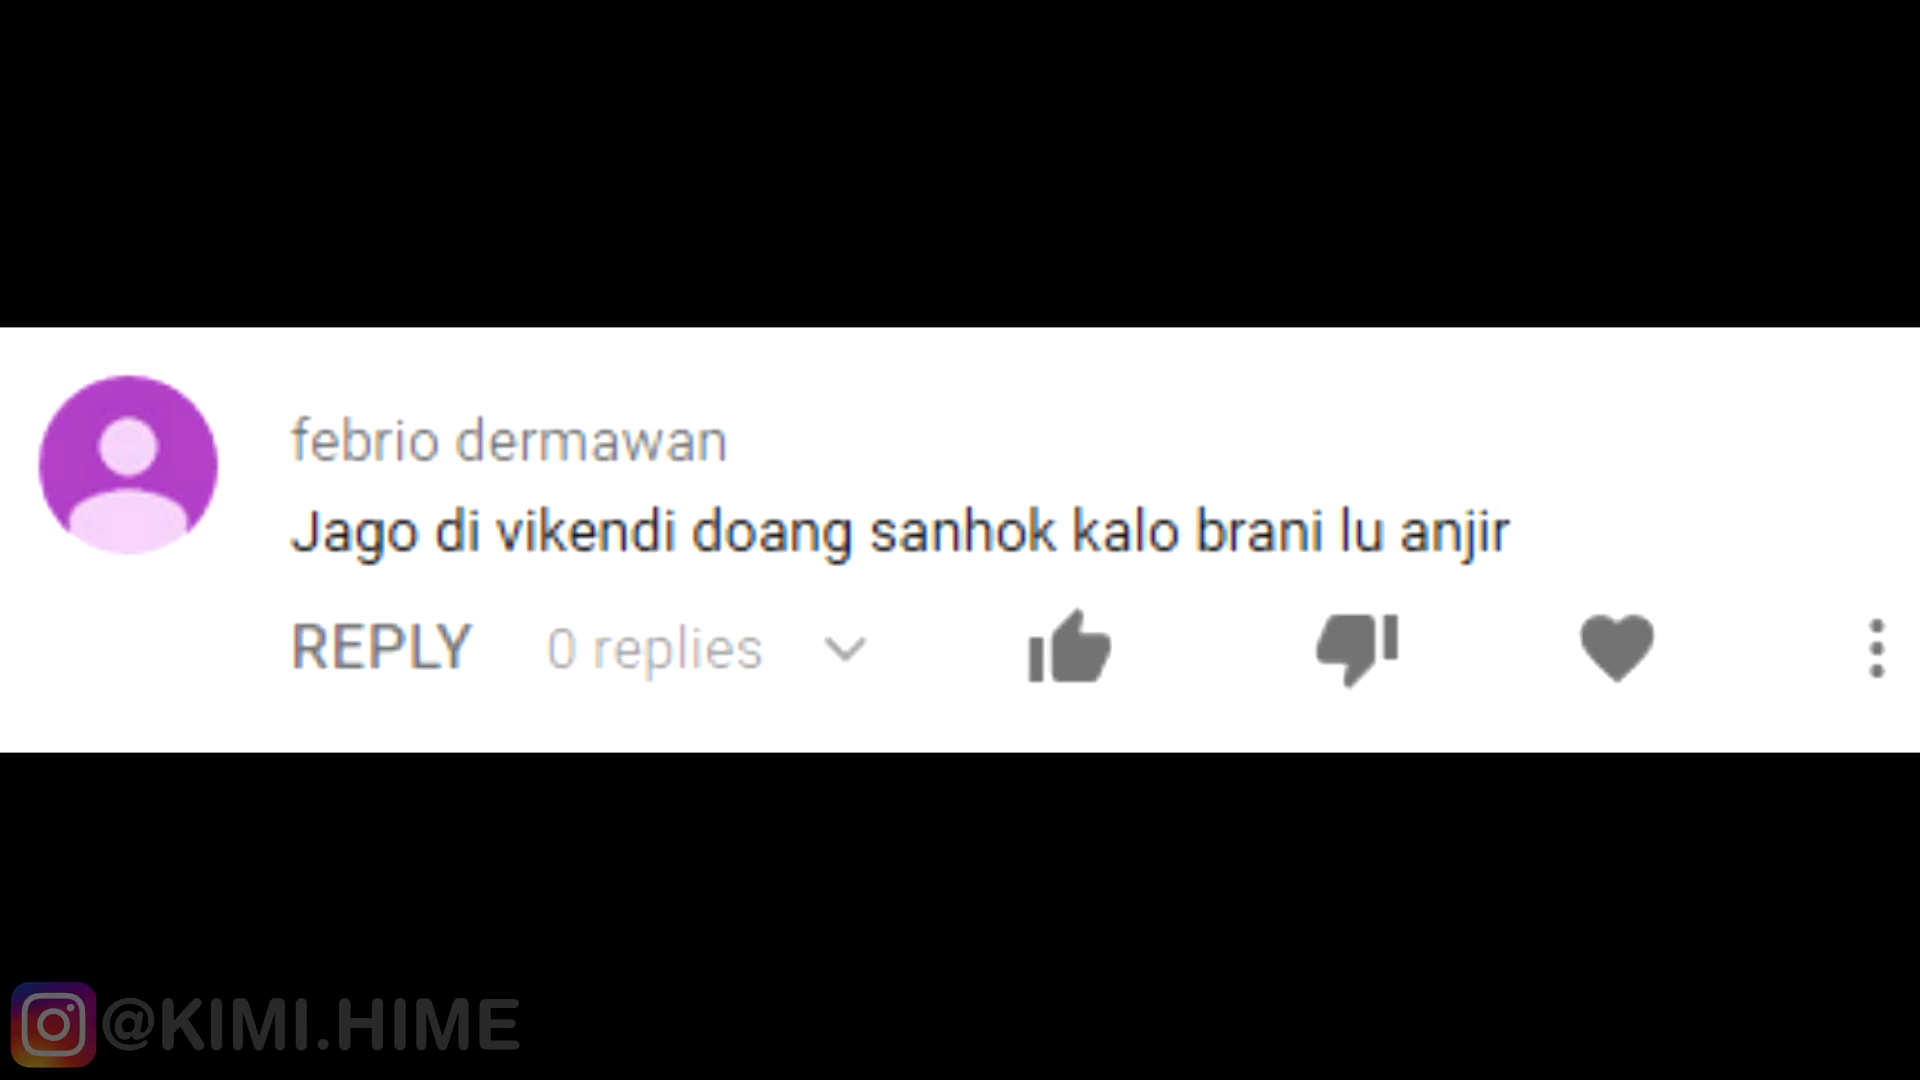 febrio dermawan
Jago di vikendi doang sanhok kalo brani lu anjir
REPLY 0 replies
@KIMI.HIME